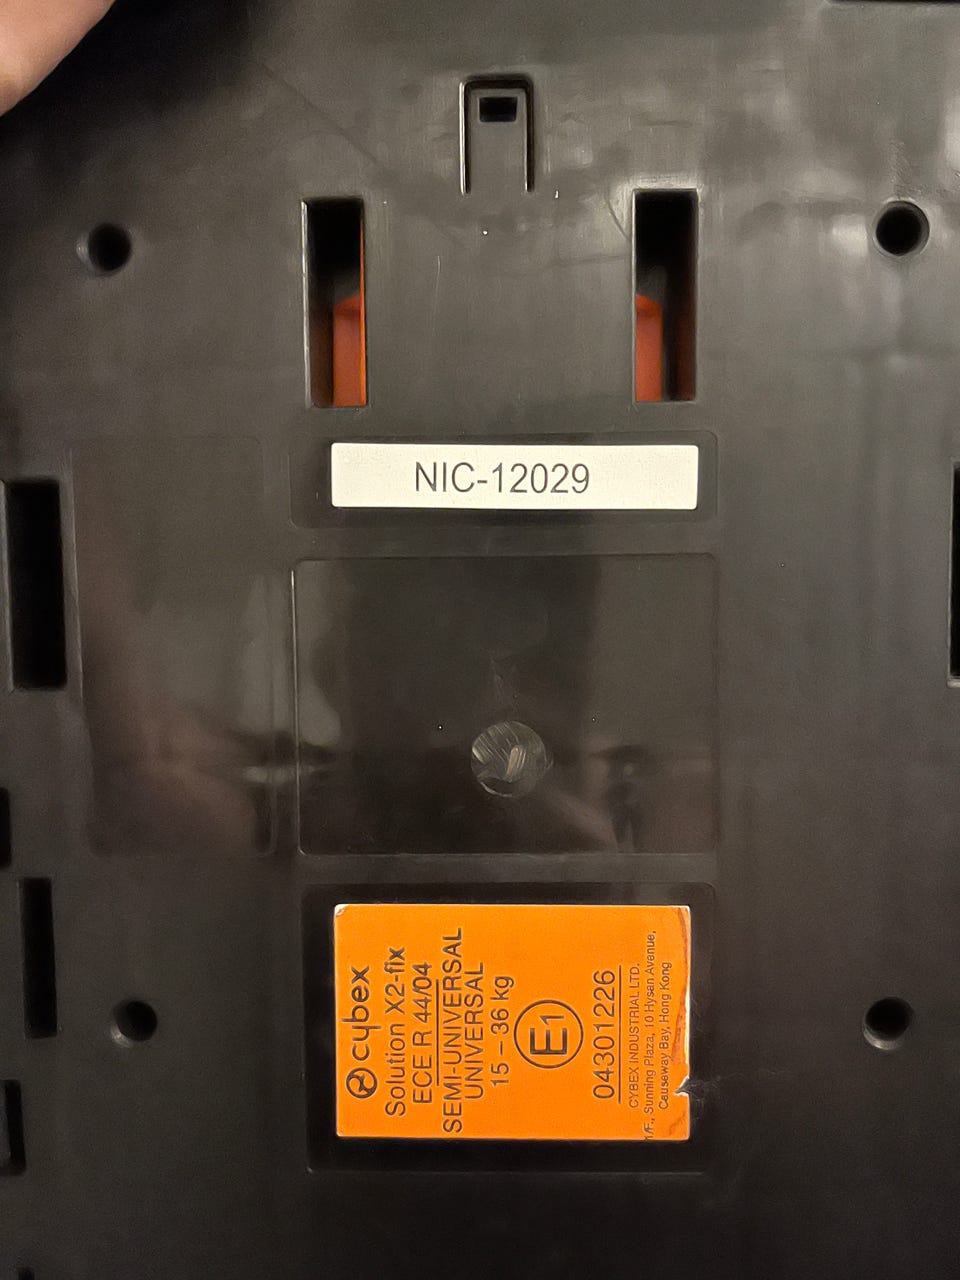 NIC-12029
cybex
Solution X2-fix
ECE R 44/04
SEMI-UNIVERSAL
UNIVERSAL
15 – 36 kg
E1
04301226
CYBEX INDUSTRIAL LTD.
/F., Sunning Plaza, 10 Hysan Avenue,
Causeway Bay, Hong Kong